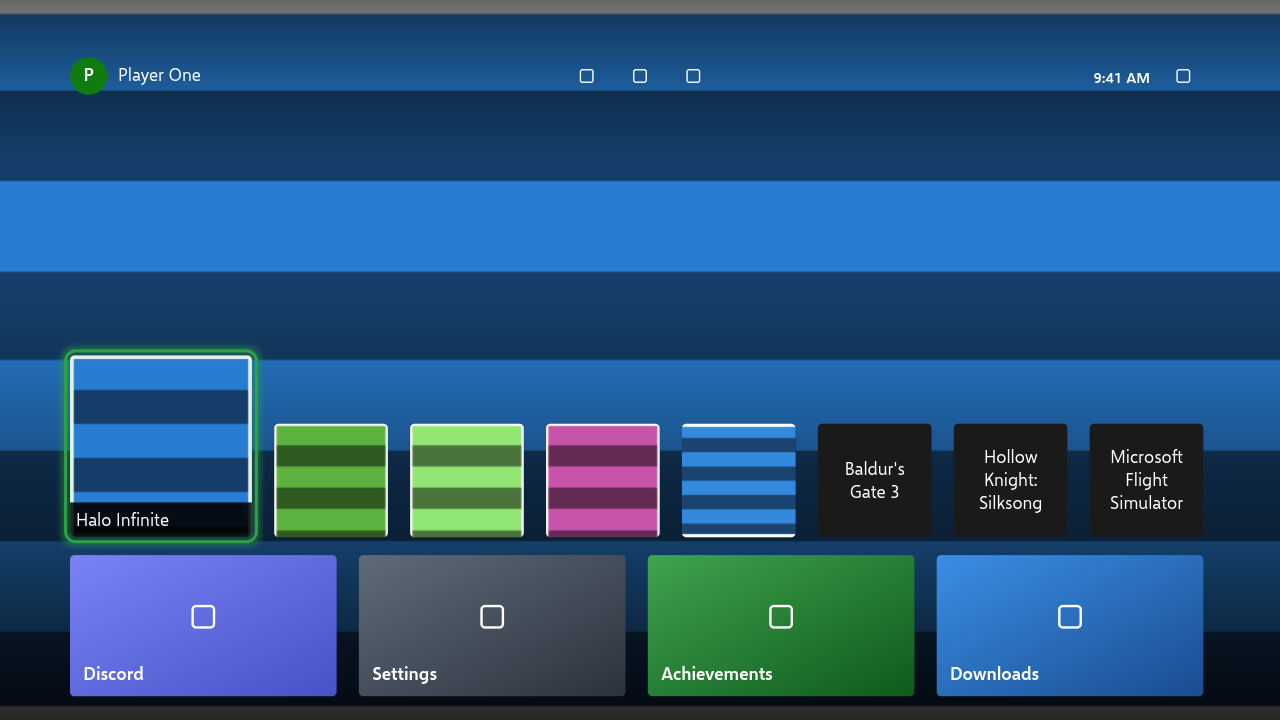 P
Player One
9:41 AM
Halo Infinite
Baldur's
Gate 3
Hollow
Knight:
Silksong
Microsoft
Flight
Simulator
Discord
Settings
Achievements
Downloads